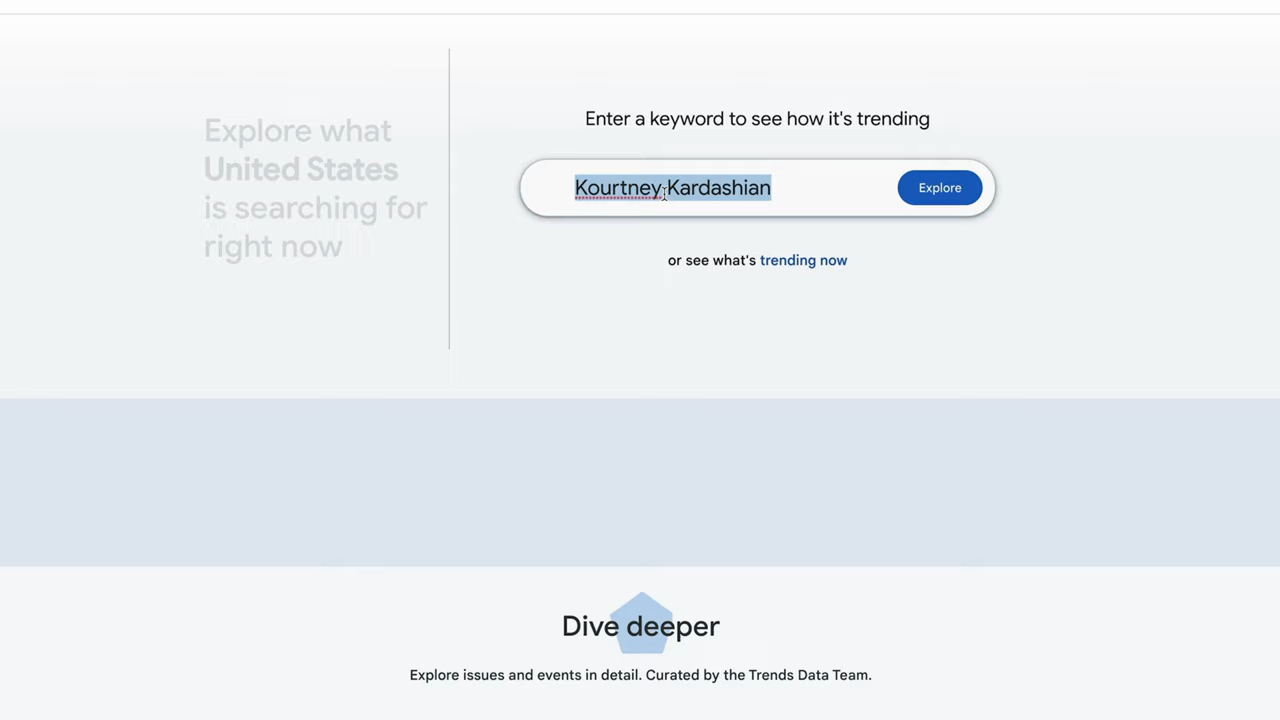 Explore what
United States
is searching for
right now
Enter a keyword to see how it's trending
Kourtney Kardashian
Explore
or see what's trending now
Dive deeper
Explore issues and events in detail. Curated by the Trends Data Team.